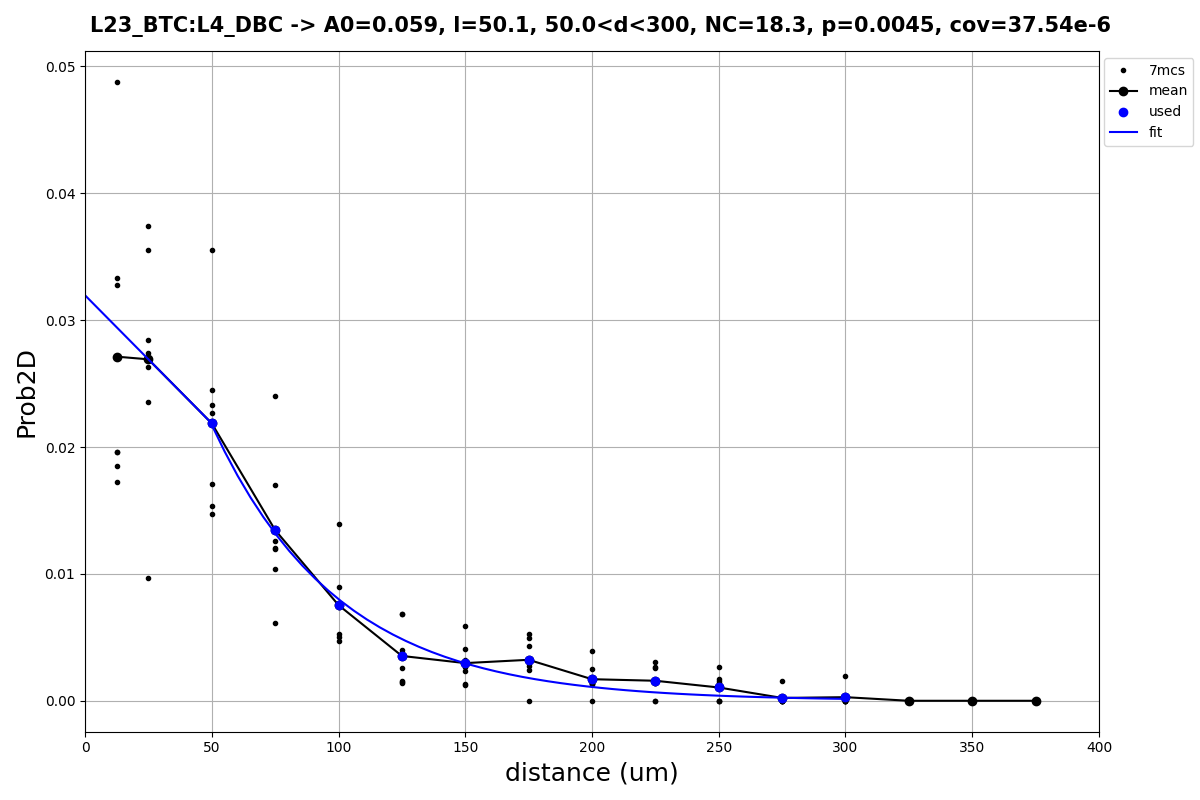 L23_BTC:L4_DBC -> A0=0.059, l=50.1, 50.0<d<300, NC=18.3, p=0.0045, cov=37.54e-6
7mcs
mean
used
fit
0.05
0.04
0.03
0.02
0.01
0.00
Prob2D
0 50 100 150 200 250 300 350 400
distance (um)